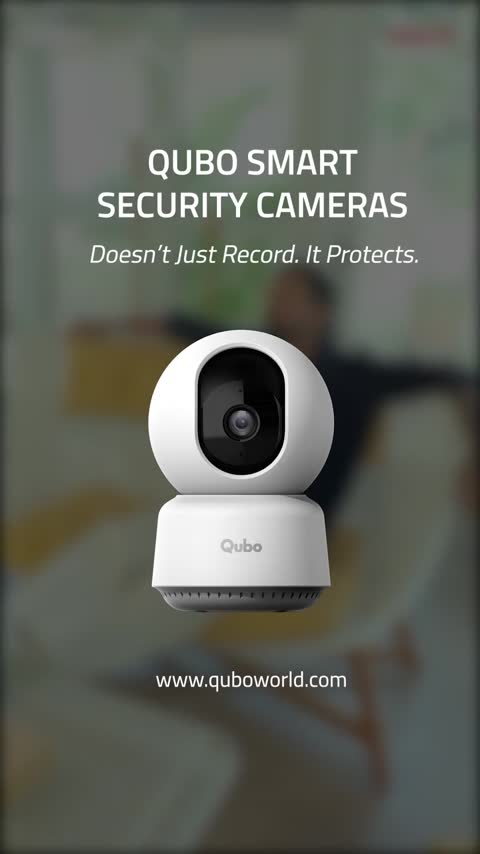 QUBO SMART
SECURITY CAMERAS
Doesn't Just Record. It Protects.
Qubo
www.quboworld.com